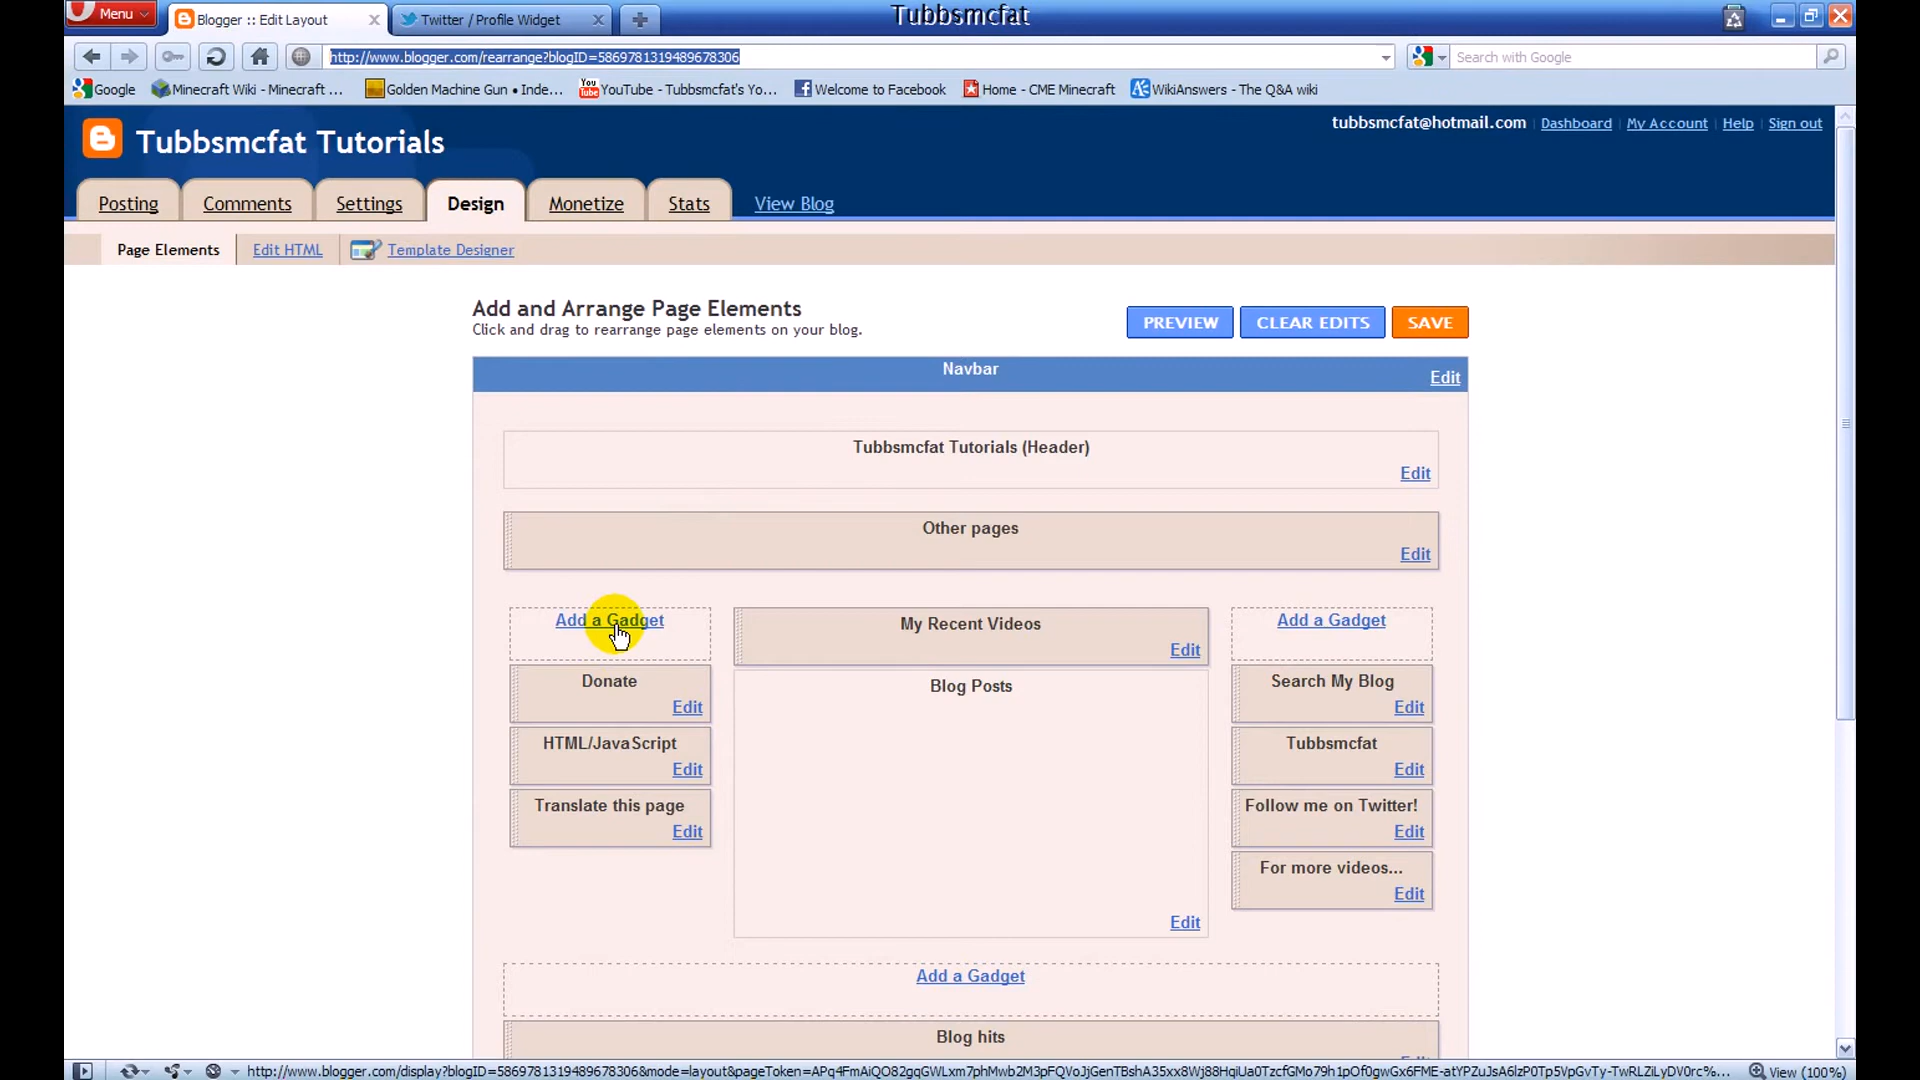 Menu
Blogger :: Edit Layout
Twitter / Profile Widget
Tubbsmcfat
http://www.blogger.com/rearrange?blogID=5869781319489678306
Search with Google
Google
Minecraft Wiki - Minecraft ...
Golden Machine Gun • Inde...
YouTube - Tubbsmcfat's Yo...
Welcome to Facebook
Home - CME Minecraft
WikiAnswers - The Q&A wiki
Tubbsmcfat Tutorials
tubbsmcfat@hotmail.com | Dashboard | My Account | Help | Sign out
Posting
Comments
Settings
Design
Monetize
Stats
View Blog
Page Elements
Edit HTML
Template Designer
Add and Arrange Page Elements
Click and drag to rearrange page elements on your blog.
PREVIEW
CLEAR EDITS
SAVE
Navbar
Edit
Tubbsmcfat Tutorials (Header)
Edit
Other pages
Edit
Add a Gadget
Donate
Edit
HTML/JavaScript
Edit
Translate this page
Edit
My Recent Videos
Edit
Blog Posts
Edit
Add a Gadget
Search My Blog
Edit
Tubbsmcfat
Edit
Follow me on Twitter!
Edit
For more videos...
Edit
Add a Gadget
Blog hits
View (100%)